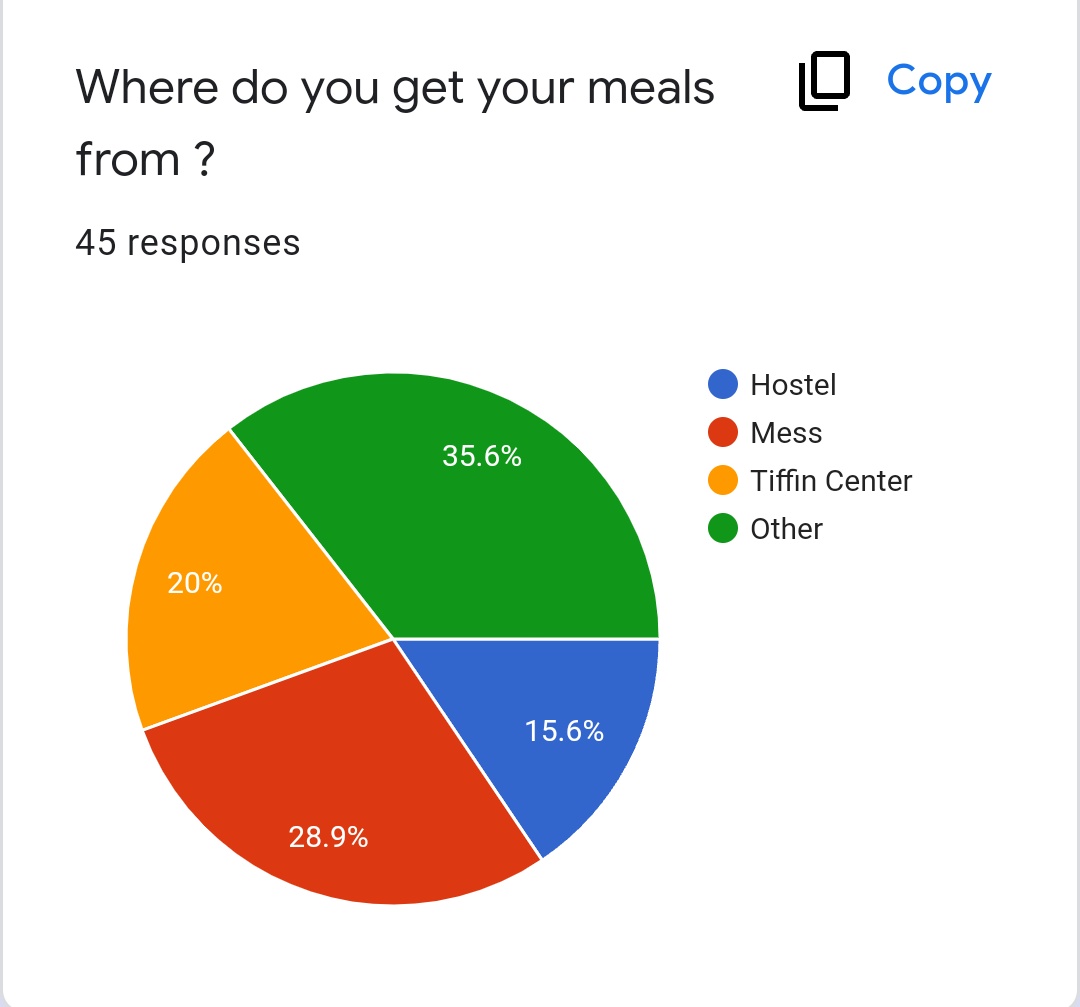 Where do you get your meals
from ?
Copy
45 responses
35.6%
20%
15.6%
28.9%
Hostel
Mess
Tiffin Center
Other